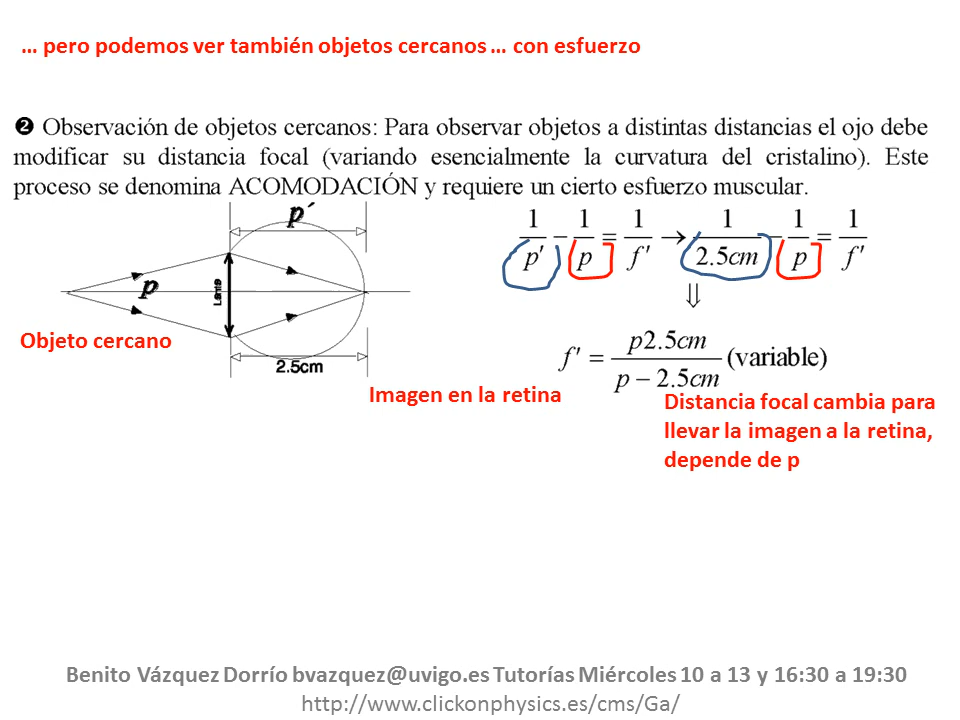 … pero podemos ver también objetos cercanos … con esfuerzo
❷ Observación de objetos cercanos: Para observar objetos a distintas distancias el ojo debe
modificar su distancia focal (variando esencialmente la curvatura del cristalino). Este
proceso se denomina ACOMODACIÓN y requiere un cierto esfuerzo muscular.
p´
p
Lente
2.5cm
1/p' − 1/p = 1/f' → 1/2.5cm − 1/p = 1/f'
⇓
f' = p2.5cm/(p − 2.5cm) (variable)
Objeto cercano
Imagen en la retina
Distancia focal cambia para
llevar la imagen a la retina,
depende de p
Benito Vázquez Dorrío bvazquez@uvigo.es Tutorías Miércoles 10 a 13 y 16:30 a 19:30
http://www.clickonphysics.es/cms/Ga/